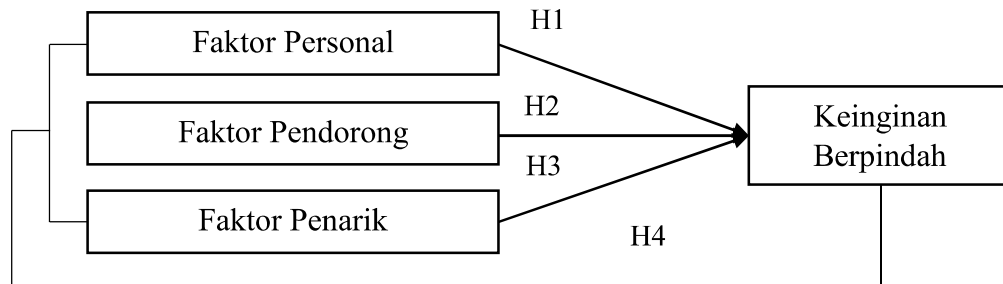 H1
Faktor Personal
H2
Faktor Pendorong
Keinginan
Berpindah
H3
Faktor Penarik
H4